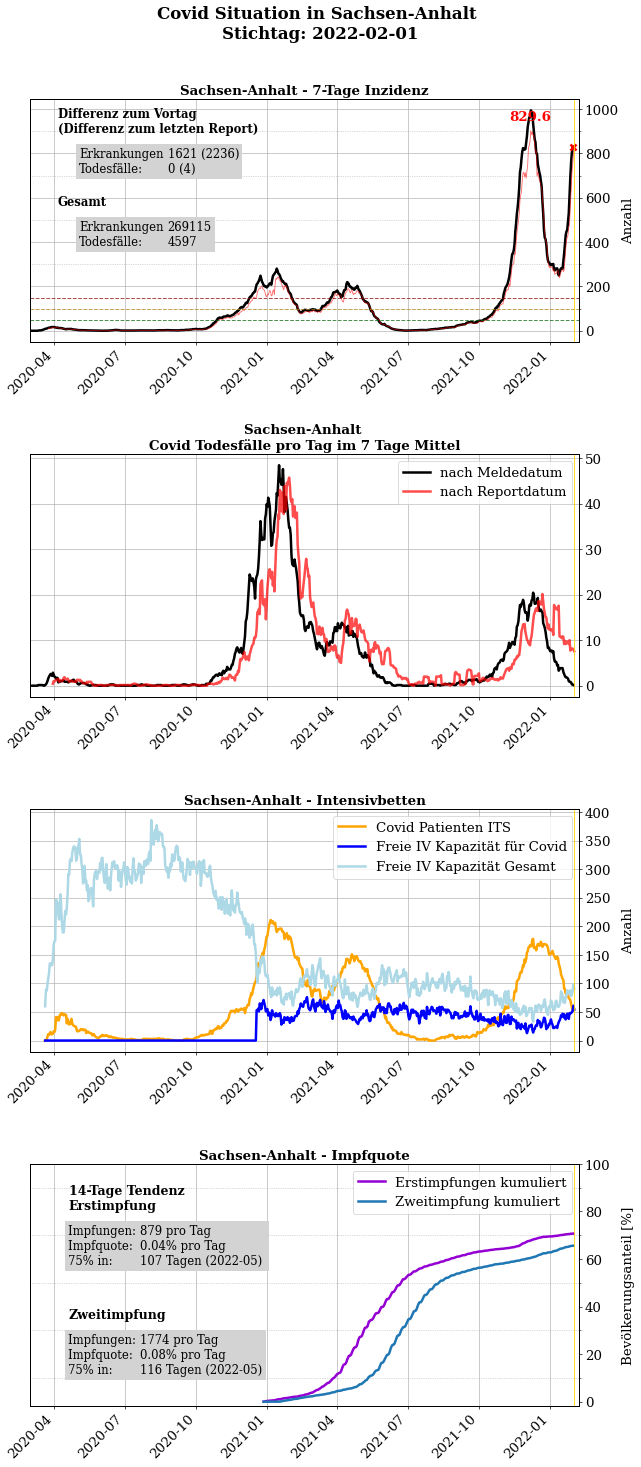 Covid Situation in Sachsen-Anhalt
Stichtag: 2022-02-01
Sachsen-Anhalt - 7-Tage Inzidenz
Differenz zum Vortag
(Differenz zum letzten Report)
Erkrankungen 1621 (2236)
Todesfälle: 0 (4)
Gesamt
Erkrankungen 269115
Todesfälle: 4597
829.6
1000
800
600
400
200
0
Anzahl
2020-04
2020-07
2020-10
2021-01
2021-04
2021-07
2021-10
2022-01
Sachsen-Anhalt
Covid Todesfälle pro Tag im 7 Tage Mittel
nach Meldedatum
nach Reportdatum
50
40
30
20
10
0
2020-04
2020-07
2020-10
2021-01
2021-04
2021-07
2021-10
2022-01
Sachsen-Anhalt - Intensivbetten
Covid Patienten ITS
Freie IV Kapazität für Covid
Freie IV Kapazität Gesamt
400
350
300
250
200
150
100
50
0
Anzahl
2020-04
2020-07
2020-10
2021-01
2021-04
2021-07
2021-10
2022-01
Sachsen-Anhalt - Impfquote
14-Tage Tendenz
Erstimpfung
Impfungen: 879 pro Tag
Impfquote: 0.04% pro Tag
75% in: 107 Tagen (2022-05)
Zweitimpfung
Impfungen: 1774 pro Tag
Impfquote: 0.08% pro Tag
75% in: 116 Tagen (2022-05)
Erstimpfungen kumuliert
Zweitimpfung kumuliert
100
80
60
40
20
0
Bevölkerungsanteil [%]
2020-04
2020-07
2020-10
2021-01
2021-04
2021-07
2021-10
2022-01